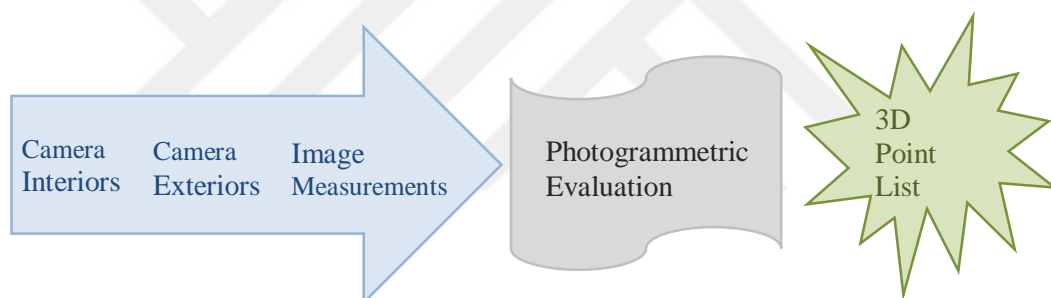 Camera
Interiors
Camera
Exteriors
Image
Measurements
Photogrammetric
Evaluation
3D
Point
List